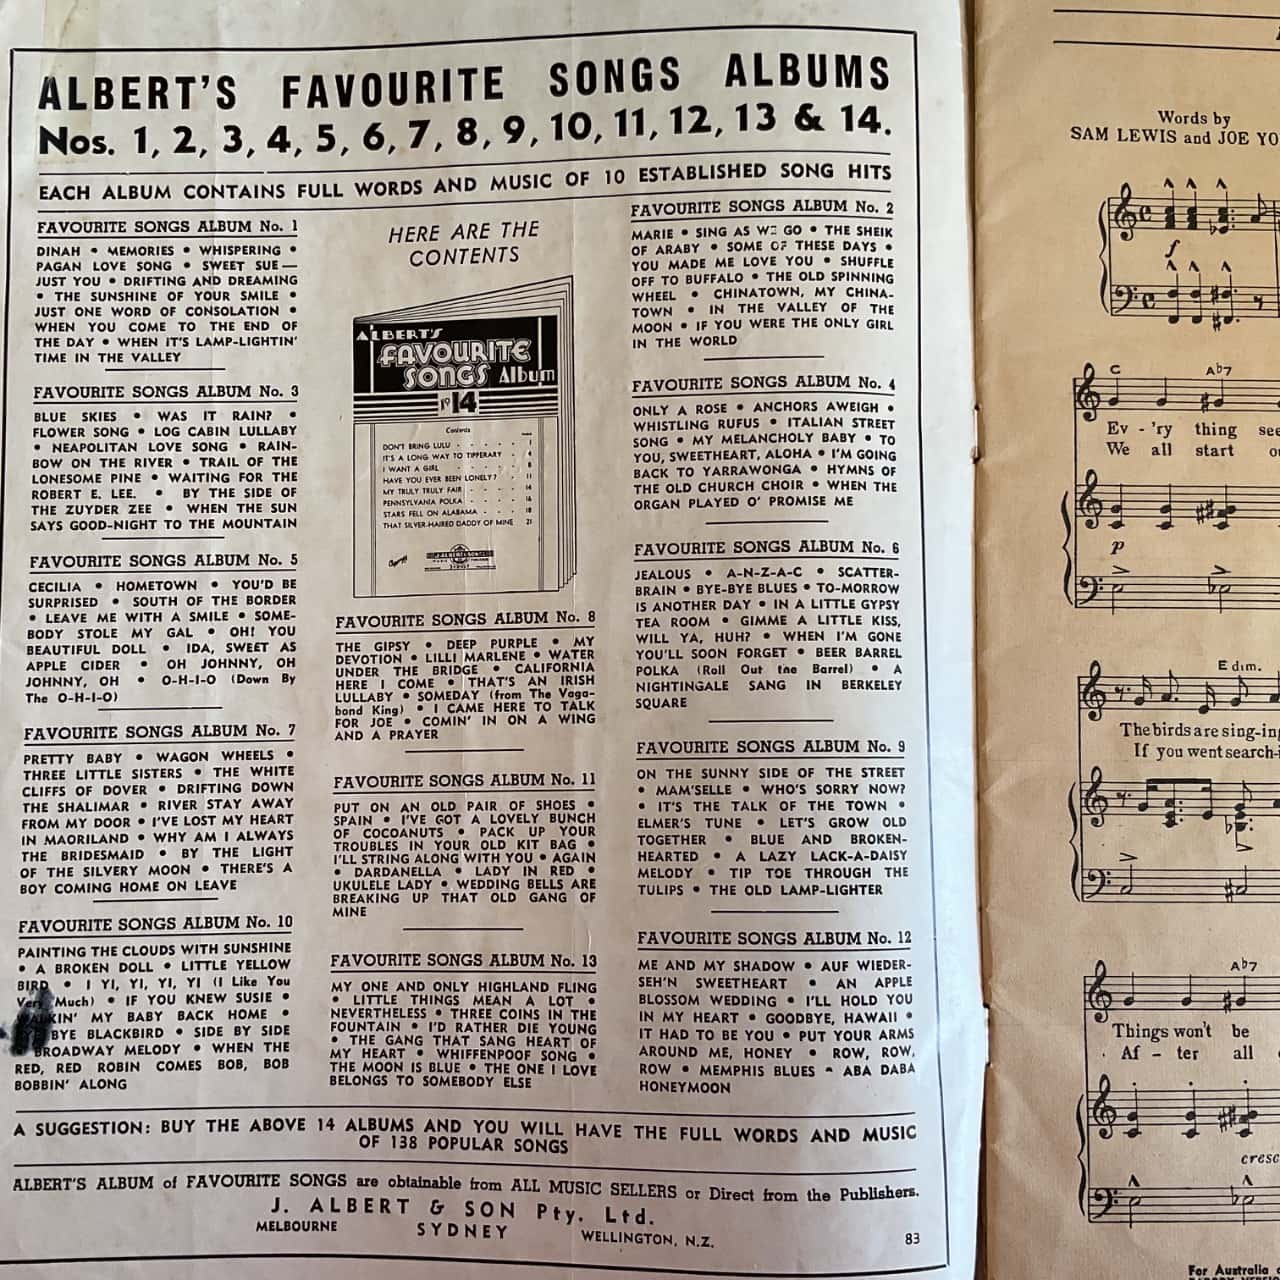 ALBERT'S FAVOURITE SONGS ALBUMS
Nos. 1, 2, 3, 4, 5, 6, 7, 8, 9, 10, 11, 12, 13 & 14.
EACH ALBUM CONTAINS FULL WORDS AND MUSIC OF 10 ESTABLISHED SONG HITS
FAVOURITE SONGS ALBUM No. 1
DINAH • MEMORIES • WHISPERING •
PAGAN LOVE SONG • SWEET SUE—
JUST YOU • DRIFTING AND DREAMING
• THE SUNSHINE OF YOUR SMILE •
JUST ONE WORD OF CONSOLATION •
WHEN YOU COME TO THE END OF
THE DAY • WHEN IT'S LAMP-LIGHTIN'
TIME IN THE VALLEY
FAVOURITE SONGS ALBUM No. 3
BLUE SKIES • WAS IT RAIN? •
FLOWER SONG • LOG CABIN LULLABY
• NEAPOLITAN LOVE SONG • RAIN-
BOW ON THE RIVER • TRAIL OF THE
LONESOME PINE • WAITING FOR THE
ROBERT E. LEE. • BY THE SIDE OF
THE ZUYDER ZEE • WHEN THE SUN
SAYS GOOD-NIGHT TO THE MOUNTAIN
FAVOURITE SONGS ALBUM No. 5
CECILIA • HOMETOWN • YOU'D BE
SURPRISED • SOUTH OF THE BORDER
• LEAVE ME WITH A SMILE • SOME-
BODY STOLE MY GAL • OH! YOU
BEAUTIFUL DOLL • IDA, SWEET AS
APPLE CIDER • OH JOHNNY, OH
JOHNNY, OH • O-H-I-O (Down By
The O-H-I-O)
FAVOURITE SONGS ALBUM No. 7
PRETTY BABY • WAGON WHEELS •
THREE LITTLE SISTERS • THE WHITE
CLIFFS OF DOVER • DRIFTING DOWN
THE SHALIMAR • RIVER STAY AWAY
FROM MY DOOR • I'VE LOST MY HEART
IN MAORILAND • WHY AM I ALWAYS
THE BRIDESMAID • BY THE LIGHT
OF THE SILVERY MOON • THERE'S A
BOY COMING HOME ON LEAVE
FAVOURITE SONGS ALBUM No. 10
PAINTING THE CLOUDS WITH SUNSHINE
• A BROKEN DOLL • LITTLE YELLOW
BIRD • I YI, YI, YI, YI (I Like You
Very Much) • IF YOU KNEW SUSIE •
MY BABY BACK HOME •
BYE BLACKBIRD • SIDE BY SIDE
BROADWAY MELODY • WHEN THE
RED, RED ROBIN COMES BOB, BOB
BOBBIN' ALONG
HERE ARE THE
CONTENTS
ALBERT'S
FAVOURITE
SONGS Album
No 14
Contents
DON'T BRING LULU 1
IT'S A LONG WAY TO TIPPERARY 4
I WANT A GIRL 8
HAVE YOU EVER BEEN LONELY? 11
MY TRULY TRULY FAIR 14
PENNSYLVANIA POLKA 16
STARS FELL ON ALABAMA 18
THAT SILVER-HAIRED DADDY OF MINE 21
J. ALBERT & SON
FAVOURITE SONGS ALBUM No. 8
THE GIPSY • DEEP PURPLE • MY
DEVOTION • LILLI MARLENE • WATER
UNDER THE BRIDGE • CALIFORNIA
HERE I COME • THAT'S AN IRISH
LULLABY • SOMEDAY (from The Vaga-
bond King) • I CAME HERE TO TALK
FOR JOE • COMIN' IN ON A WING
AND A PRAYER
FAVOURITE SONGS ALBUM No. 11
PUT ON AN OLD PAIR OF SHOES •
SPAIN • I'VE GOT A LOVELY BUNCH
OF COCOANUTS • PACK UP YOUR
TROUBLES IN YOUR OLD KIT BAG •
I'LL STRING ALONG WITH YOU • AGAIN
• DARDANELLA • LADY IN RED •
UKULELE LADY • WEDDING BELLS ARE
BREAKING UP THAT OLD GANG OF
MINE
FAVOURITE SONGS ALBUM No. 13
MY ONE AND ONLY HIGHLAND FLING
• LITTLE THINGS MEAN A LOT •
NEVERTHELESS • THREE COINS IN THE
FOUNTAIN • I'D RATHER DIE YOUNG
• THE GANG THAT SANG HEART OF
MY HEART • WHIFFENPOOF SONG •
THE MOON IS BLUE • THE ONE I LOVE
BELONGS TO SOMEBODY ELSE
FAVOURITE SONGS ALBUM No. 2
MARIE • SING AS WE GO • THE SHEIK
OF ARABY • SOME OF THESE DAYS •
YOU MADE ME LOVE YOU • SHUFFLE
OFF TO BUFFALO • THE OLD SPINNING
WHEEL • CHINATOWN, MY CHINA-
TOWN • IN THE VALLEY OF THE
MOON • IF YOU WERE THE ONLY GIRL
IN THE WORLD
FAVOURITE SONGS ALBUM No. 4
ONLY A ROSE • ANCHORS AWEIGH •
WHISTLING RUFUS • ITALIAN STREET
SONG • MY MELANCHOLY BABY • TO
YOU, SWEETHEART, ALOHA • I'M GOING
BACK TO YARRAWONGA • HYMNS OF
THE OLD CHURCH CHOIR • WHEN THE
ORGAN PLAYED O' PROMISE ME
FAVOURITE SONGS ALBUM No. 6
JEALOUS • A-N-Z-A-C • SCATTER-
BRAIN • BYE-BYE BLUES • TO-MORROW
IS ANOTHER DAY • IN A LITTLE GYPSY
TEA ROOM • GIMME A LITTLE KISS,
WILL YA, HUH? • WHEN I'M GONE
YOU'LL SOON FORGET • BEER BARREL
POLKA (Roll Out the Barrel) • A
NIGHTINGALE SANG IN BERKELEY
SQUARE
FAVOURITE SONGS ALBUM No. 9
ON THE SUNNY SIDE OF THE STREET
• MAM'SELLE • WHO'S SORRY NOW?
• IT'S THE TALK OF THE TOWN •
ELMER'S TUNE • LET'S GROW OLD
TOGETHER • BLUE AND BROKEN-
HEARTED • A LAZY LACK-A-DAISY
MELODY • TIP TOE THROUGH THE
TULIPS • THE OLD LAMP-LIGHTER
FAVOURITE SONGS ALBUM No. 12
ME AND MY SHADOW • AUF WIEDER-
SEH'N SWEETHEART • AN APPLE
BLOSSOM WEDDING • I'LL HOLD YOU
IN MY HEART • GOODBYE, HAWAII •
IT HAD TO BE YOU • PUT YOUR ARMS
AROUND ME, HONEY • ROW, ROW,
ROW • MEMPHIS BLUES • ABA DABA
HONEYMOON
A SUGGESTION: BUY THE ABOVE 14 ALBUMS AND YOU WILL HAVE THE FULL WORDS AND MUSIC
OF 138 POPULAR SONGS
ALBERT'S ALBUM of FAVOURITE SONGS are obtainable from ALL MUSIC SELLERS or Direct from the Publishers.
J. ALBERT & SON Pty. Ltd.
MELBOURNE SYDNEY WELLINGTON, N.Z.
83
Words by
SAM LEWIS and JOE YO
f
C Ab7
Ev - 'ry thing see
We all start
p
E dim.
The birds are sing-ing
If you went search-i
Ab7
Things won't be
Af - ter all
cresc
For Australia